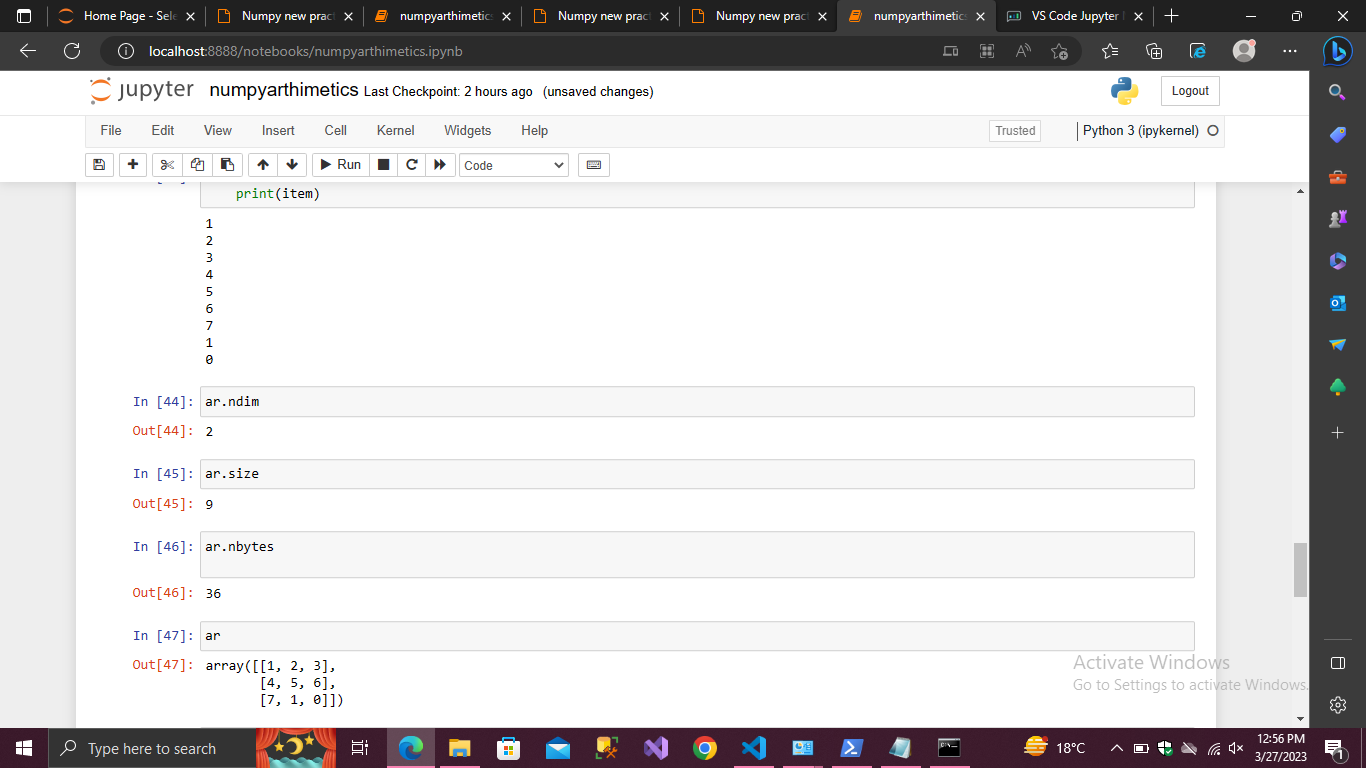 Home Page - Sele
Numpy new pract
numpyarthimetics
Numpy new pract
Numpy new pract
numpyarthimetics
VS Code Jupyter
localhost:8888/notebooks/numpyarthimetics.ipynb
jupyter numpyarthimetics Last Checkpoint: 2 hours ago (unsaved changes)
Logout
File Edit View Insert Cell Kernel Widgets Help
Trusted
Python 3 (ipykernel)
Run
Code
print(item)
1
2
3
4
5
6
7
1
0
In [44]: ar.ndim
Out[44]: 2
In [45]: ar.size
Out[45]: 9
In [46]: ar.nbytes
Out[46]: 36
In [47]: ar
Out[47]: array([[1, 2, 3],
[4, 5, 6],
[7, 1, 0]])
Activate Windows
Go to Settings to activate Windows.
Type here to search
18°C
12:56 PM
3/27/2023
1